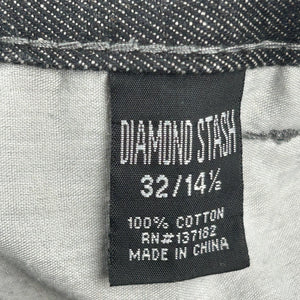 DIAMOND STASH
32/14½
100% COTTON
RN#137182
MADE IN CHINA